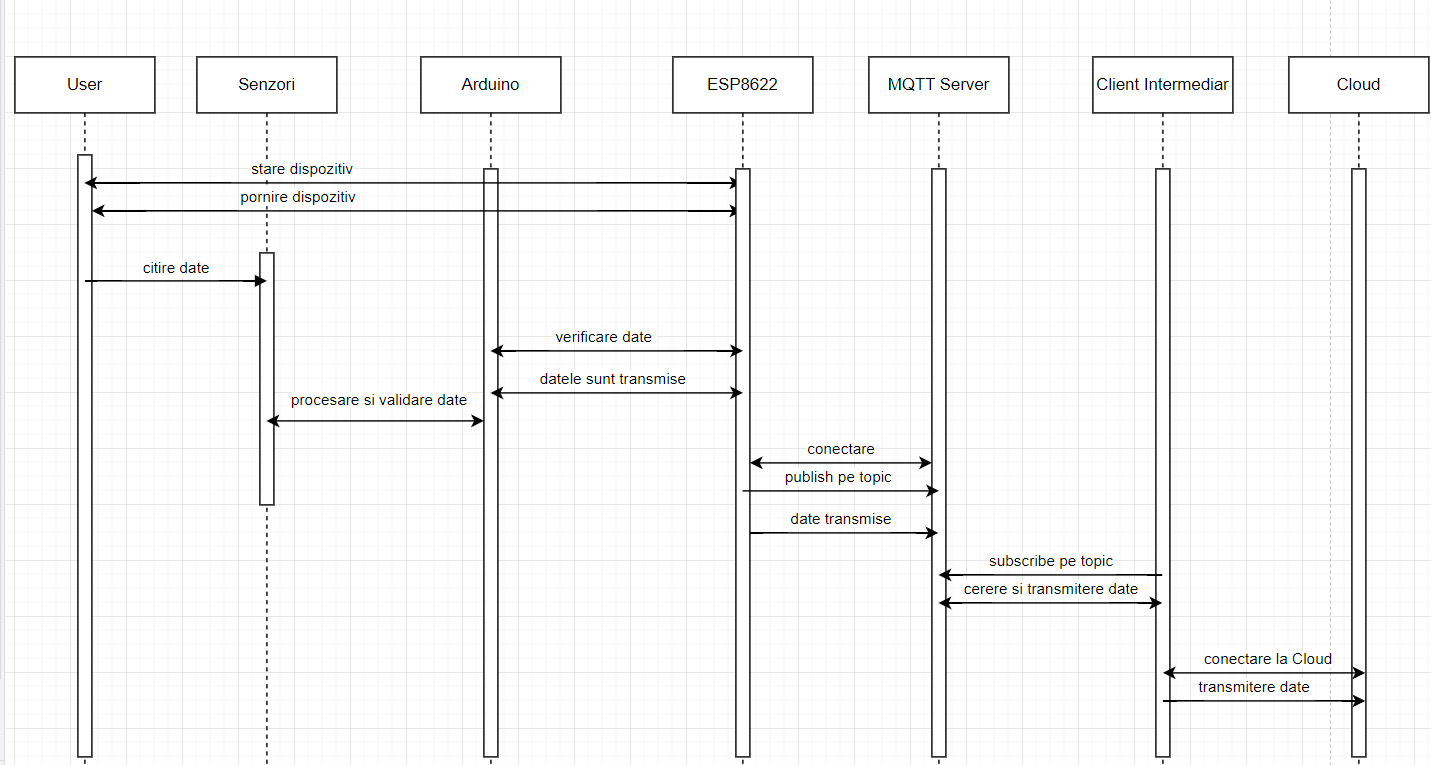 User
Senzori
Arduino
ESP8622
MQTT Server
Client Intermediar
Cloud
stare dispozitiv
pornire dispozitiv
citire date
verificare date
datele sunt transmise
procesare si validare date
conectare
publish pe topic
date transmise
subscribe pe topic
cerere si transmitere date
conectare la Cloud
transmitere date